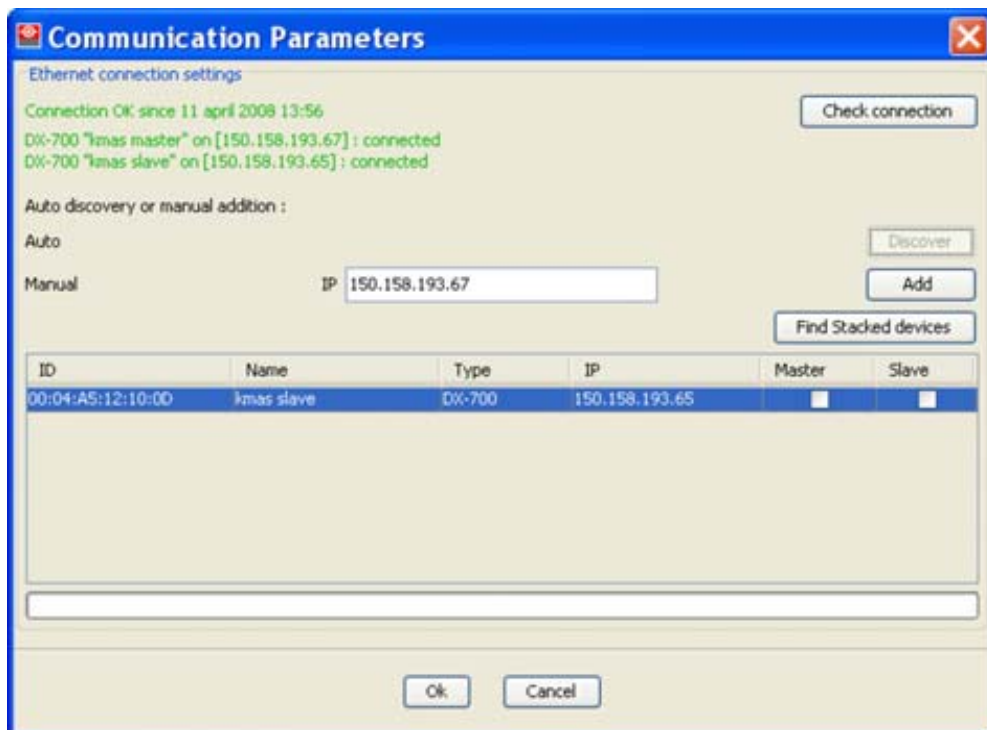 Communication Parameters
Ethernet connection settings
Connection OK since 11 april 2008 13:56
Check connection
DX-700 "kmas master" on [150.158.193.67] : connected
DX-700 "kmas slave" on [150.158.193.65] : connected
Auto discovery or manual addition :
Auto Discover
Manual IP 150.158.193.67 Add
Find Stacked devices
ID Name Type IP Master Slave
00:04:A5:12:10:0D kmas slave DX-700 150.158.193.65
Ok Cancel